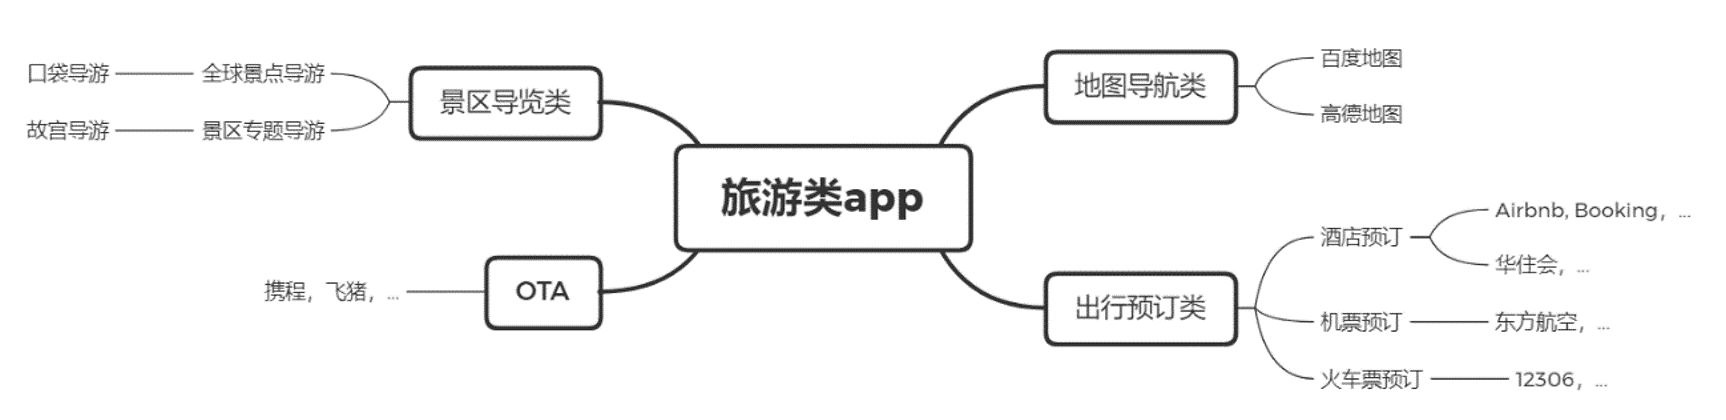 旅游类app
景区导览类
全球景点导游
口袋导游
景区专题导游
故宫导游
OTA
携程，飞猪，...
地图导航类
百度地图
高德地图
出行预订类
酒店预订
Airbnb, Booking，...
华住会，...
机票预订
东方航空，...
火车票预订
12306，...